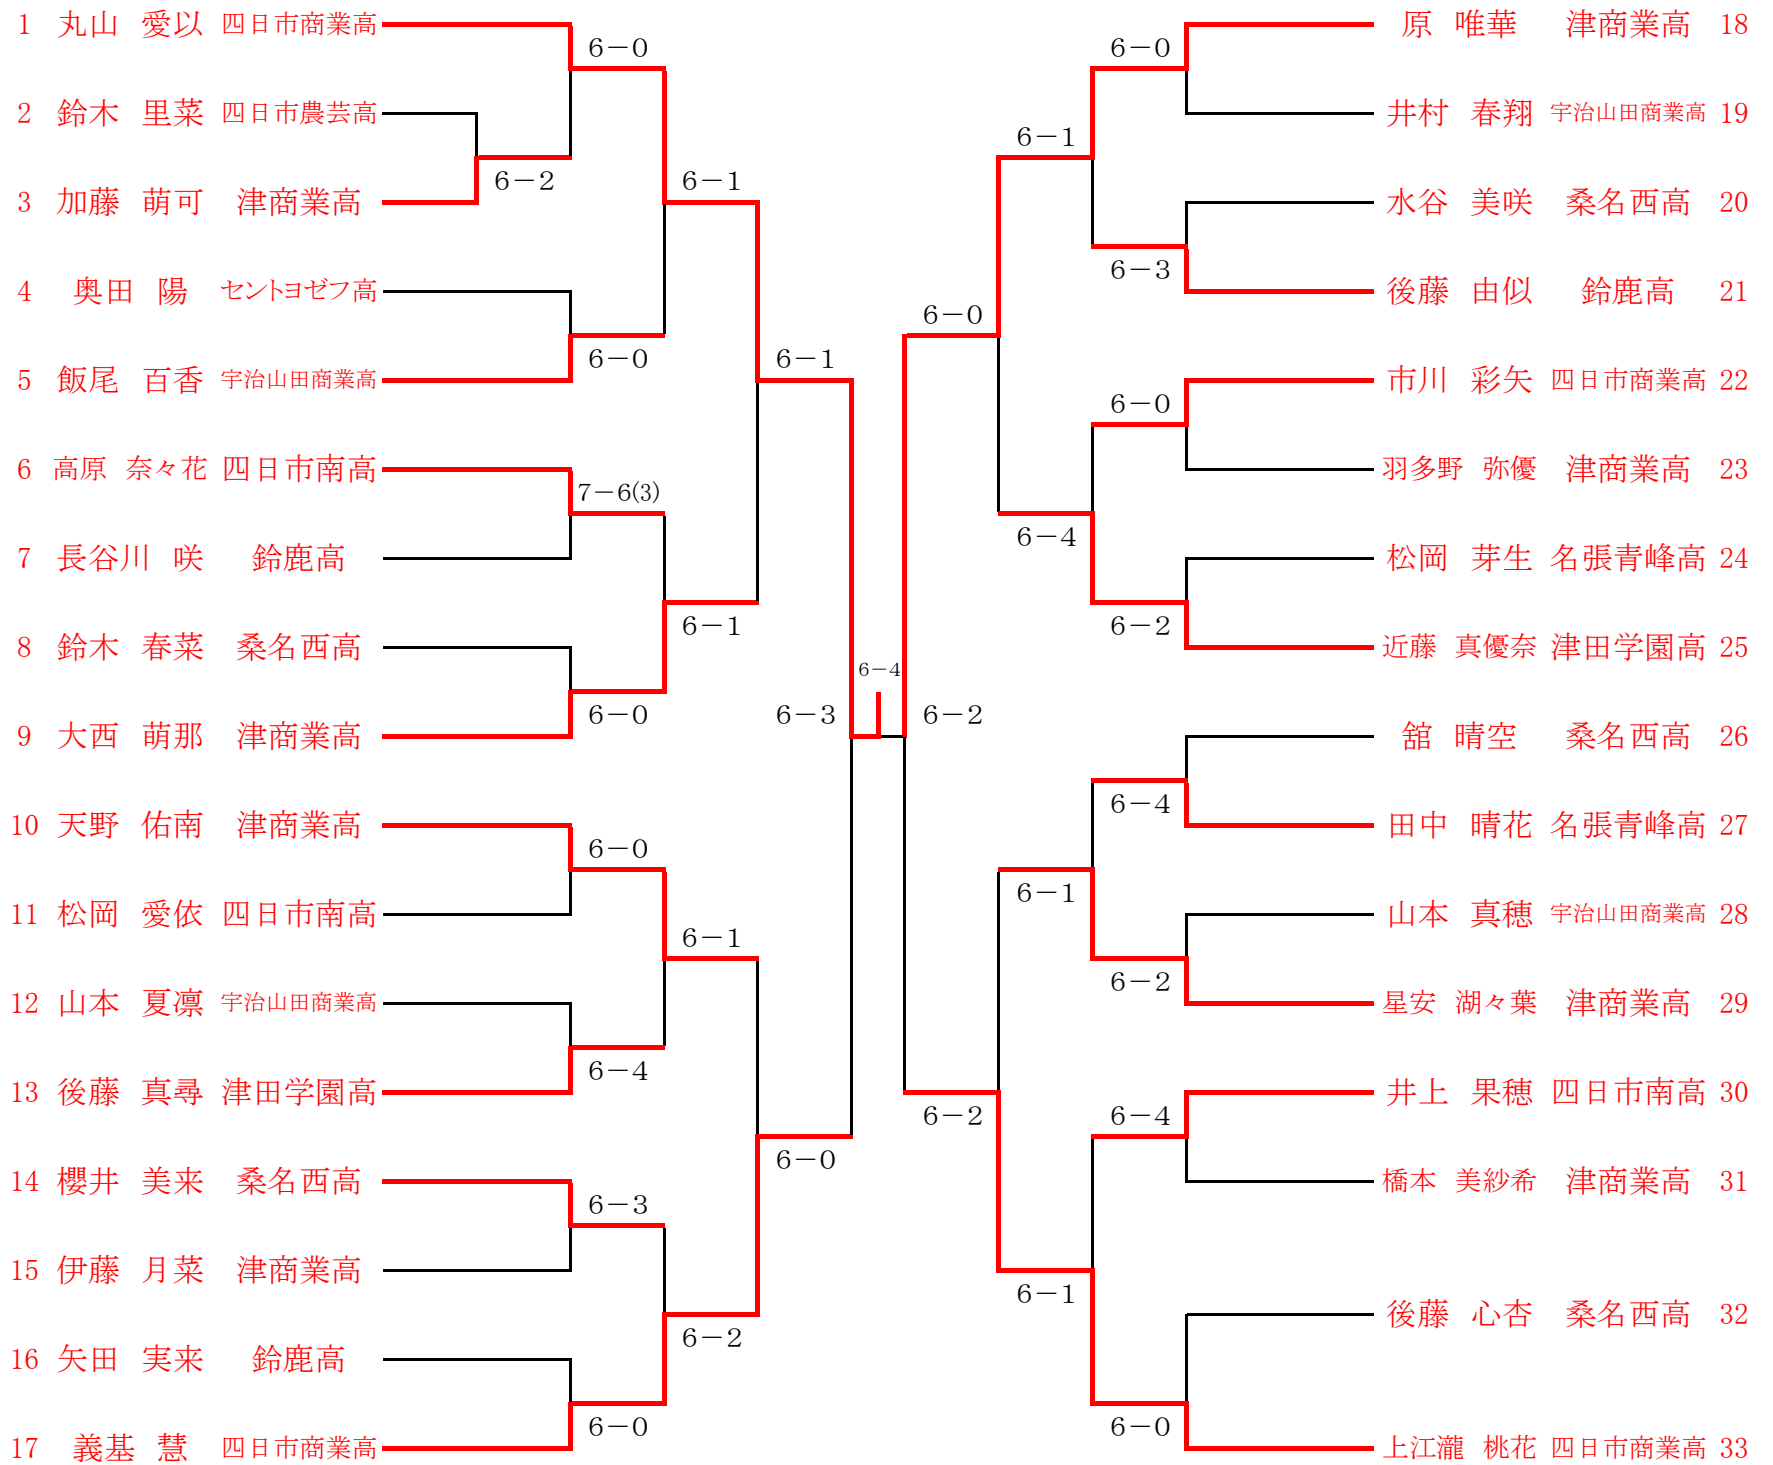 1 丸山 愛以 四日市商業高
6－0
2 鈴木 里菜 四日市農芸高
6－2
3 加藤 萌可 津商業高
6－1
4 奥田 陽 セントヨゼフ高
6－0
5 飯尾 百香 宇治山田商業高
6－1
6 高原 奈々花 四日市南高
7－6(3)
7 長谷川 咲 鈴鹿高
6－1
8 鈴木 春菜 桑名西高
6－0
9 大西 萌那 津商業高
6－3
10 天野 佑南 津商業高
6－0
11 松岡 愛依 四日市南高
6－1
12 山本 夏凛 宇治山田商業高
6－4
13 後藤 真尋 津田学園高
6－0
14 櫻井 美来 桑名西高
6－3
15 伊藤 月菜 津商業高
6－2
16 矢田 実来 鈴鹿高
6－0
17 義基 慧 四日市商業高
6－4
原 唯華 津商業高 18
6－0
井村 春翔 宇治山田商業高 19
6－1
水谷 美咲 桑名西高 20
6－3
後藤 由似 鈴鹿高 21
6－0
市川 彩矢 四日市商業高 22
6－0
羽多野 弥優 津商業高 23
6－4
松岡 芽生 名張青峰高 24
6－2
近藤 真優奈 津田学園高 25
6－2
舘 晴空 桑名西高 26
6－4
田中 晴花 名張青峰高 27
6－1
山本 真穂 宇治山田商業高 28
6－2
星安 湖々葉 津商業高 29
6－2
井上 果穂 四日市南高 30
6－4
橋本 美紗希 津商業高 31
6－1
後藤 心杏 桑名西高 32
6－0
上江瀧 桃花 四日市商業高 33